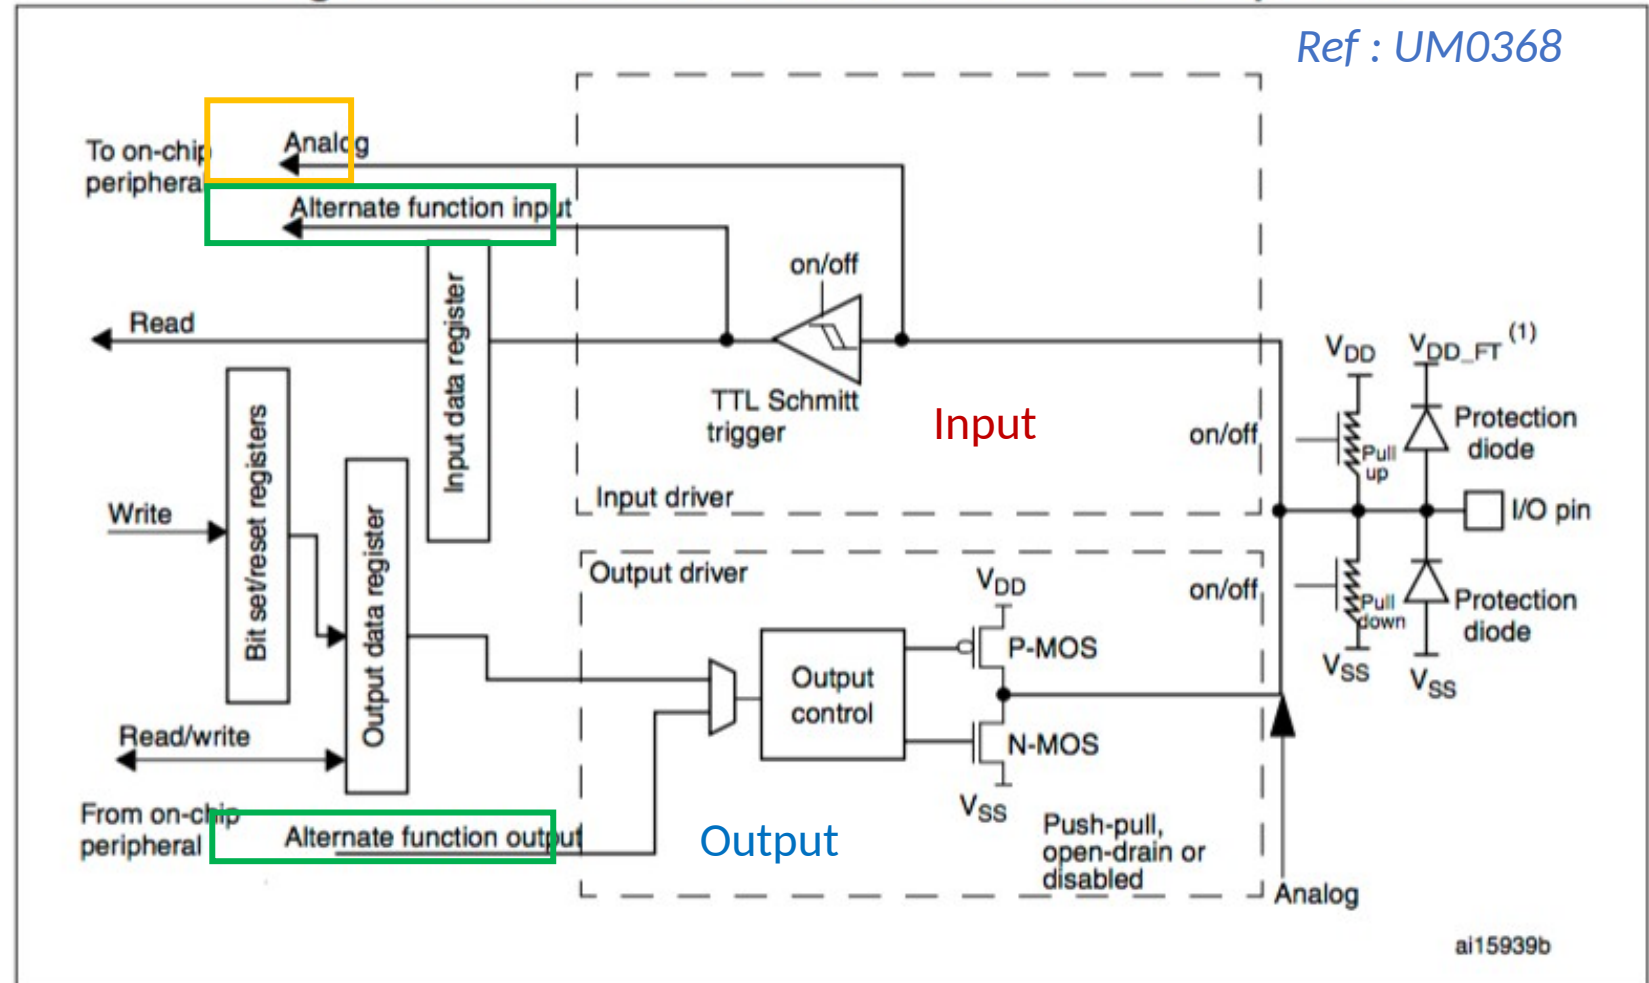 Ref : UM0368
To on-chip
peripheral
Analog
Alternate function input
on/off
Read
Input data register
TTL Schmitt
trigger
Input
on/off
VDD
VDD_FT (1)
Pull
up
Protection
diode
Input driver
Write
Bit set/reset registers
Output data register
I/O pin
Output driver
VDD
on/off
Pull
down
Protection
diode
P-MOS
Output
control
VSS
VSS
Read/write
N-MOS
VSS
From on-chip
peripheral
Alternate function output
Output
Push-pull,
open-drain or
disabled
Analog
ai15939b